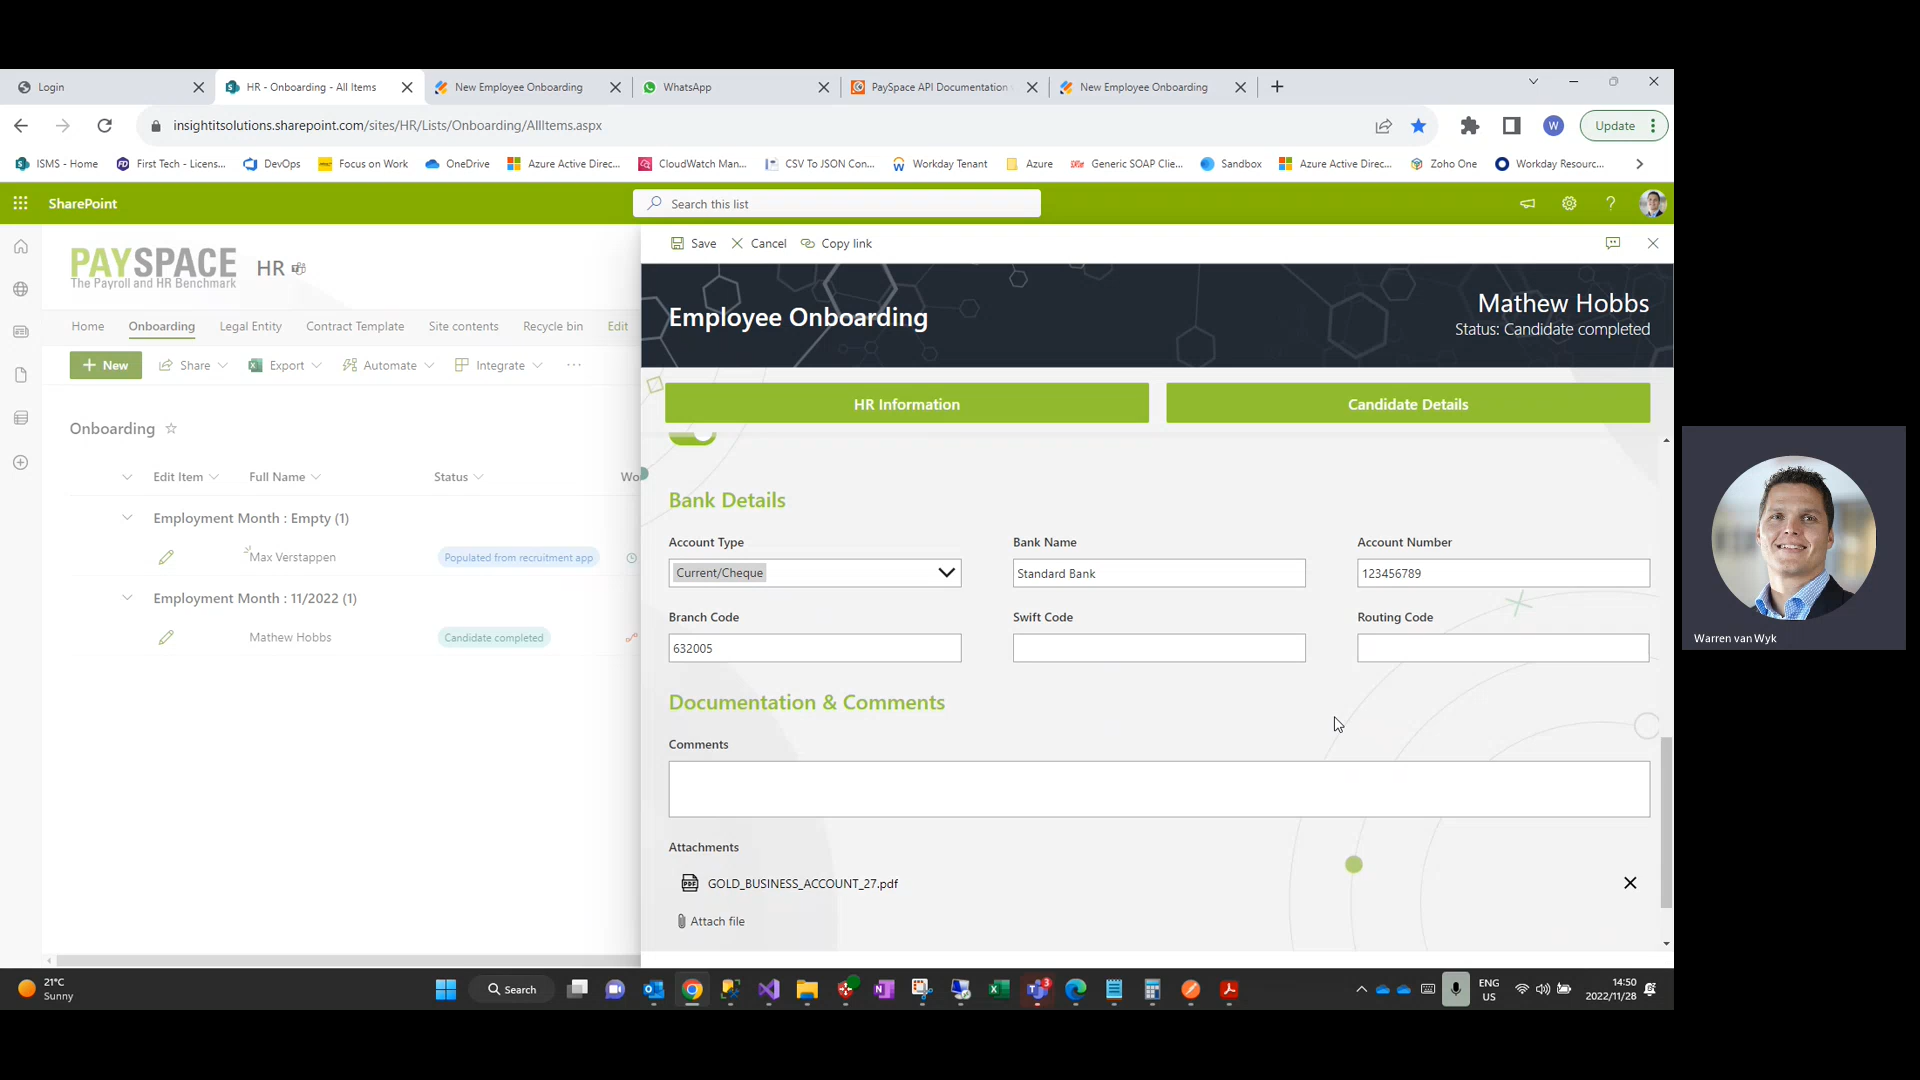 Login
HR - Onboarding - All Items
New Employee Onboarding
WhatsApp
PaySpace API Documentation
New Employee Onboarding
insightitsolutions.sharepoint.com/sites/HR/Lists/Onboarding/AllItems.aspx
W
Update
ISMS - Home
First Tech - Licens...
DevOps
Focus on Work
OneDrive
Azure Active Direc...
CloudWatch Man...
CSV To JSON Con...
Workday Tenant
Azure
Generic SOAP Clie...
Sandbox
Azure Active Direc...
Zoho One
Workday Resourc...
SharePoint
Search this list
PAYSPACE
The Payroll and HR Benchmark
HR
Home
Onboarding
Legal Entity
Contract Template
Site contents
Recycle bin
Edit
New
Share
Export
Automate
Integrate
Onboarding
Edit Item
Full Name
Status
Wo
Employment Month : Empty (1)
Max Verstappen
Populated from recruitment app
Employment Month : 11/2022 (1)
Mathew Hobbs
Candidate completed
Save
Cancel
Copy link
Employee Onboarding
Mathew Hobbs
Status: Candidate completed
HR Information
Candidate Details
Bank Details
Account Type
Bank Name
Account Number
Current/Cheque
Standard Bank
123456789
Branch Code
Swift Code
Routing Code
632005
Documentation & Comments
Comments
Attachments
GOLD_BUSINESS_ACCOUNT_27.pdf
Attach file
Warren van Wyk
21°C
Sunny
Search
3
ENG
US
14:50
2022/11/28